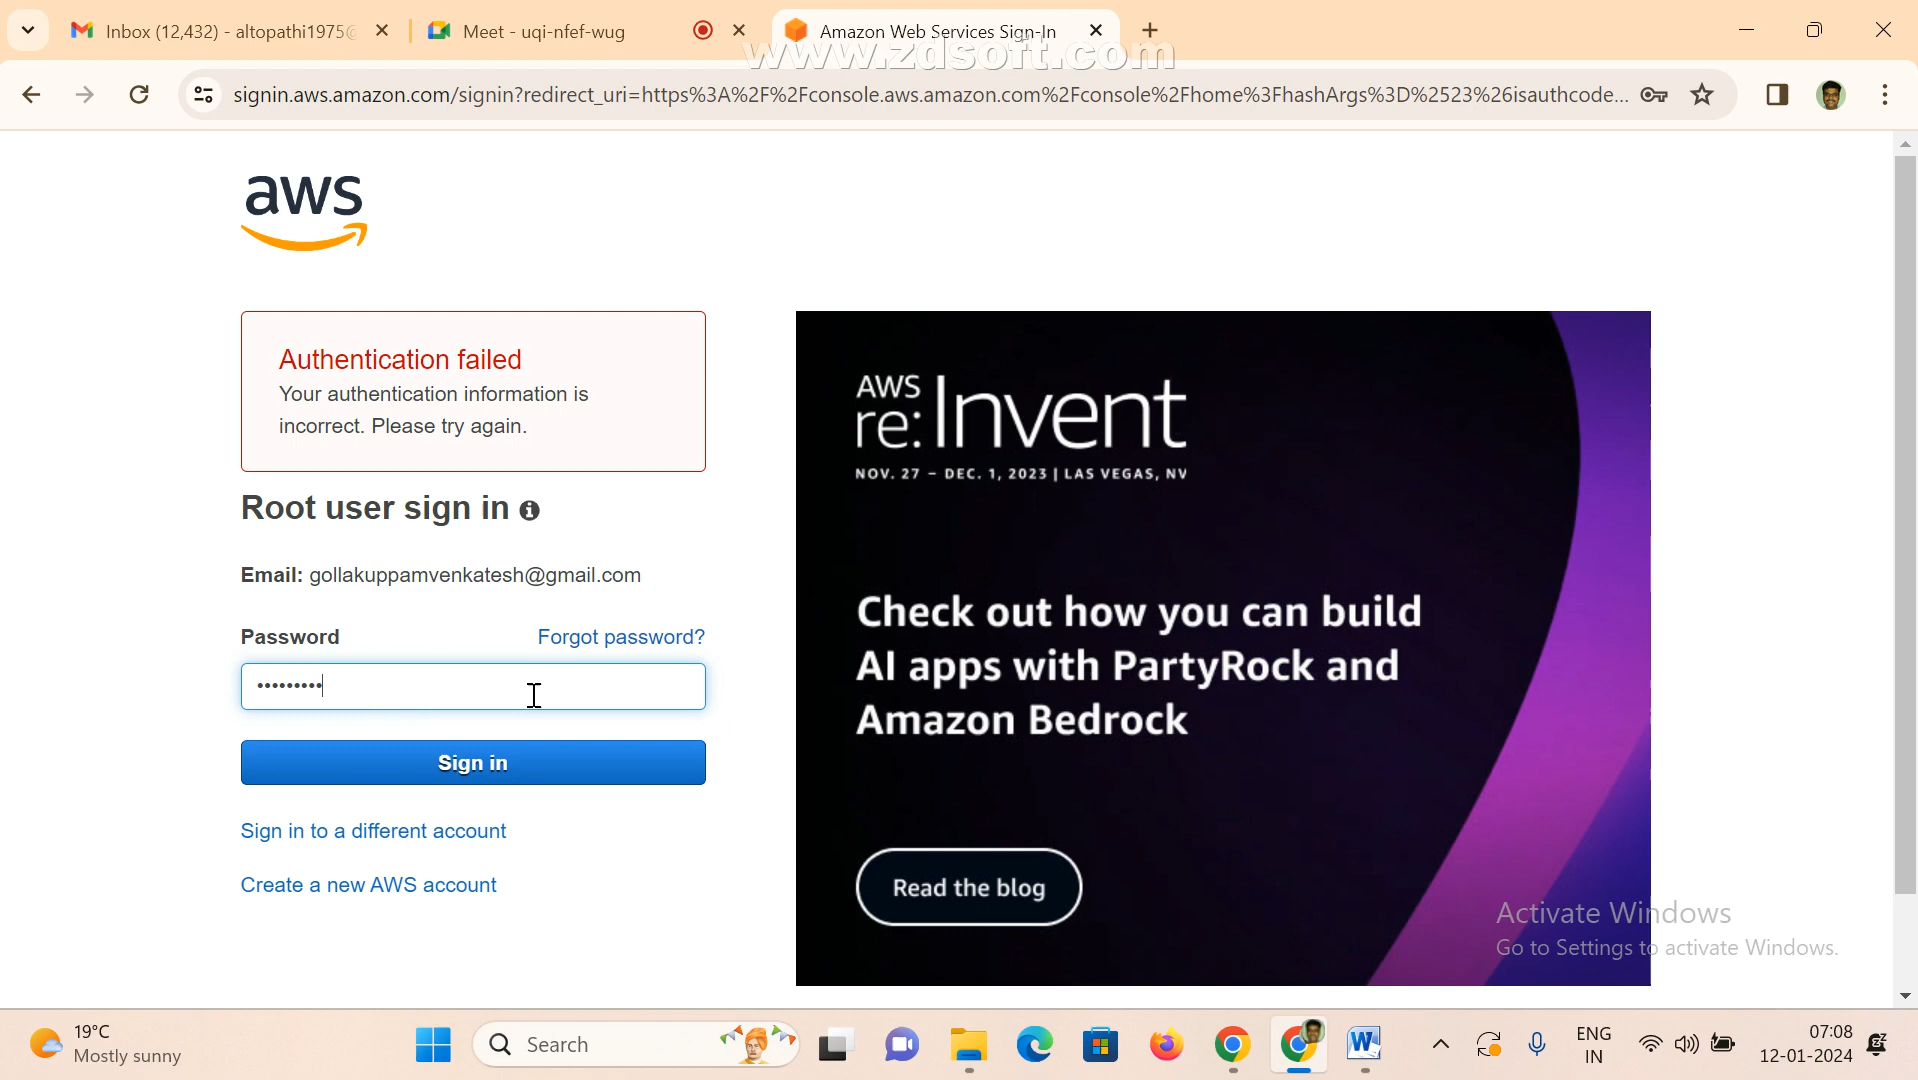 Inbox (12,432) - altopathi1975@
Meet - uqi-nfef-wug
Amazon Web Services Sign-In
www.zdsoft.com
signin.aws.amazon.com/signin?redirect_uri=https%3A%2F%2Fconsole.aws.amazon.com%2Fconsole%2Fhome%3FhashArgs%3D%2523%26isauthcode...
aws
Authentication failed
Your authentication information is
incorrect. Please try again.
Root user sign in
Email: gollakuppamvenkatesh@gmail.com
Password Forgot password?
Sign in
Sign in to a different account
Create a new AWS account
AWS
re:Invent
NOV. 27 – DEC. 1, 2023 | LAS VEGAS, NV
Check out how you can build
AI apps with PartyRock and
Amazon Bedrock
Read the blog
Activate Windows
Go to Settings to activate Windows.
19°C
Mostly sunny
Search
W
ENG
IN
07:08
12-01-2024